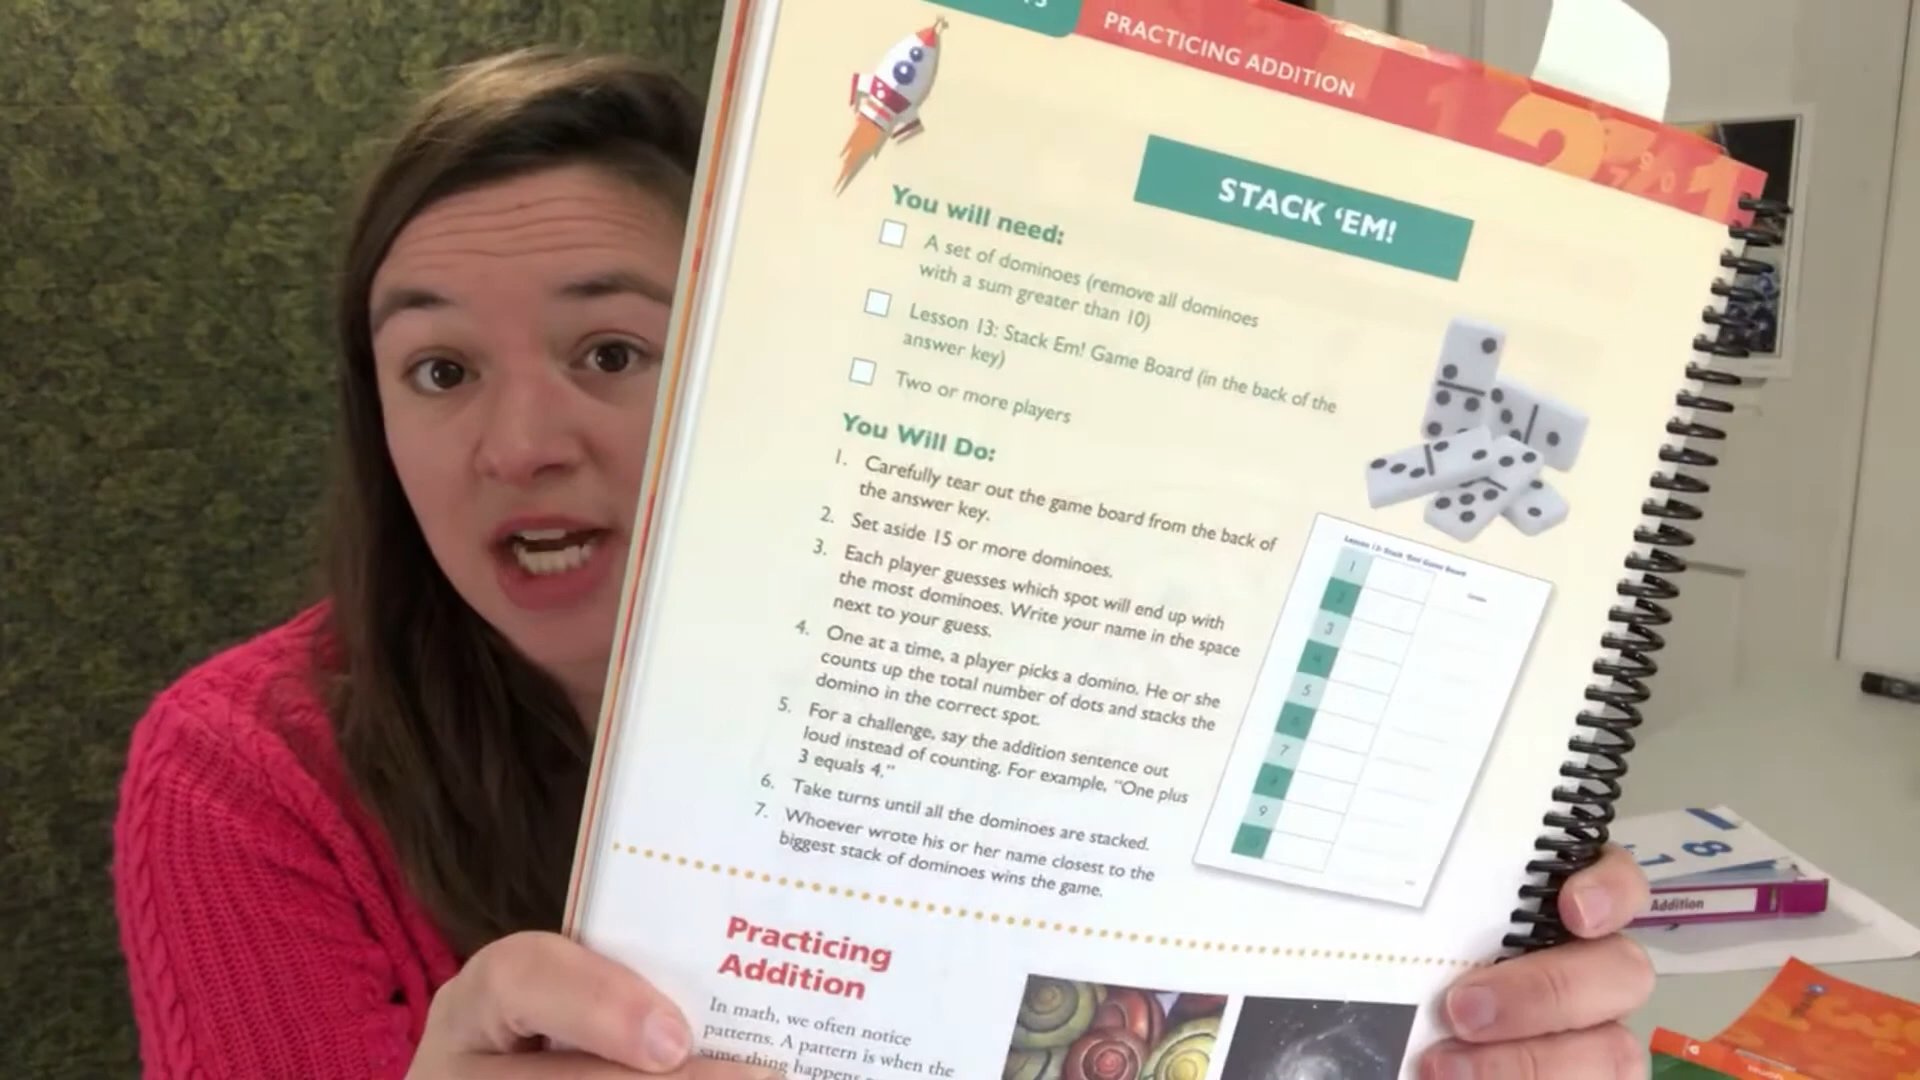 PRACTICING ADDITION
STACK ‘EM!
You will need:
A set of dominoes (remove all dominoes
with a sum greater than 10)
Lesson 13: Stack Em! Game Board (in the back of the
answer key)
Two or more players
You Will Do:
1. Carefully tear out the game board from the back of
the answer key.
2. Set aside 15 or more dominoes.
3. Each player guesses which spot will end up with
the most dominoes. Write your name in the space
next to your guess.
4. One at a time, a player picks a domino. He or she
counts up the total number of dots and stacks the
domino in the correct spot.
5. For a challenge, say the addition sentence out
loud instead of counting. For example, “One plus
3 equals 4.”
6. Take turns until all the dominoes are stacked.
7. Whoever wrote his or her name closest to the
biggest stack of dominoes wins the game.
Lesson 13: Stack 'Em! Game Board
1
3
5
7
9
Practicing
Addition
In math, we often notice
patterns. A pattern is when the
same thing happens
Addition
8